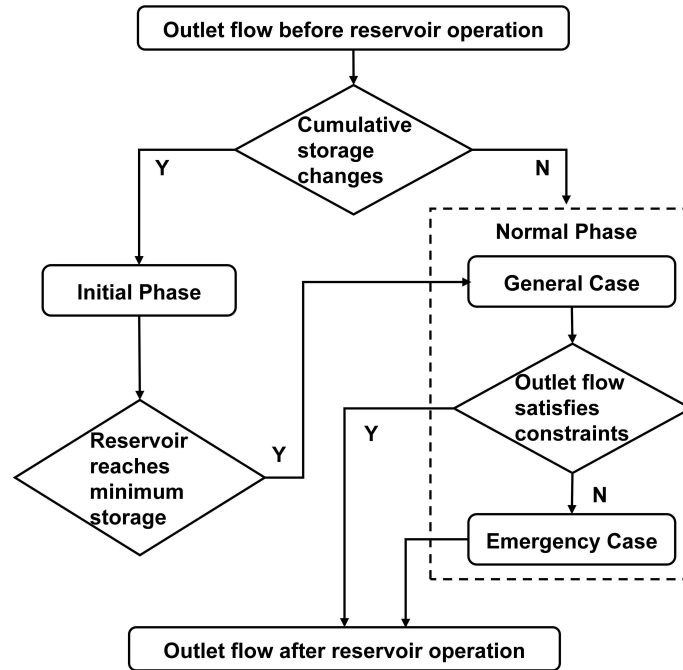 Outlet flow before reservoir operation
Cumulative
storage
changes
Y
N
Normal Phase
Initial Phase
General Case
Outlet flow
satisfies
constraints
Y
Reservoir
reaches
minimum
storage
Y
N
Emergency Case
Outlet flow after reservoir operation